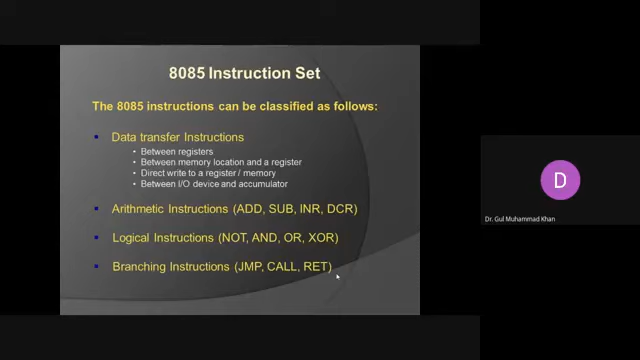 8085 Instruction Set
The 8085 instructions can be classified as follows:
▪ Data transfer Instructions
• Between registers
• Between memory location and a register
• Direct write to a register / memory
• Between I/O device and accumulator
▪ Arithmetic Instructions (ADD, SUB, INR, DCR)
▪ Logical Instructions (NOT, AND, OR, XOR)
▪ Branching Instructions (JMP, CALL, RET)
D
Dr. Gul Muhammad Khan